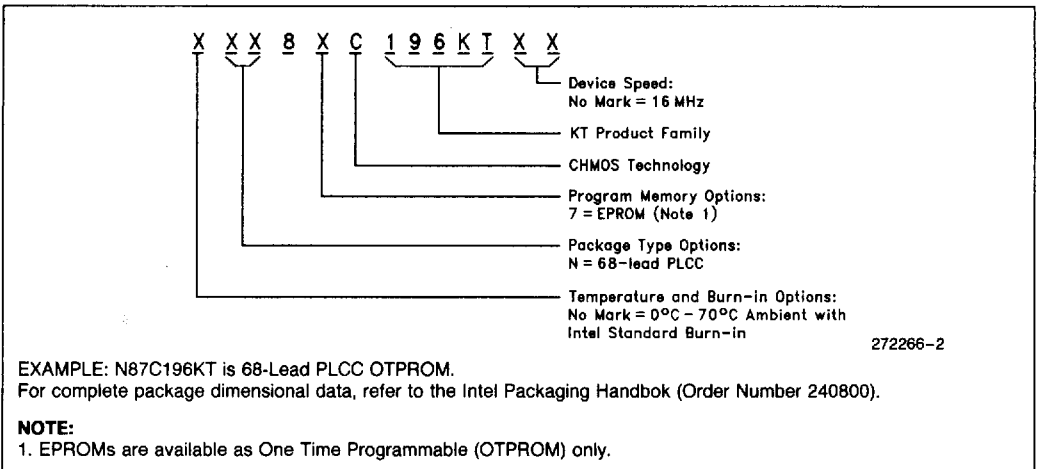 X XX 8 X C 196KT X X
Device Speed:
No Mark = 16 MHz
KT Product Family
CHMOS Technology
Program Memory Options:
7 = EPROM (Note 1)
Package Type Options:
N = 68-lead PLCC
Temperature and Burn-in Options:
No Mark = 0°C - 70°C Ambient with
Intel Standard Burn-in
272266-2
EXAMPLE: N87C196KT is 68-Lead PLCC OTPROM.
For complete package dimensional data, refer to the Intel Packaging Handbok (Order Number 240800).
NOTE:
1. EPROMs are available as One Time Programmable (OTPROM) only.